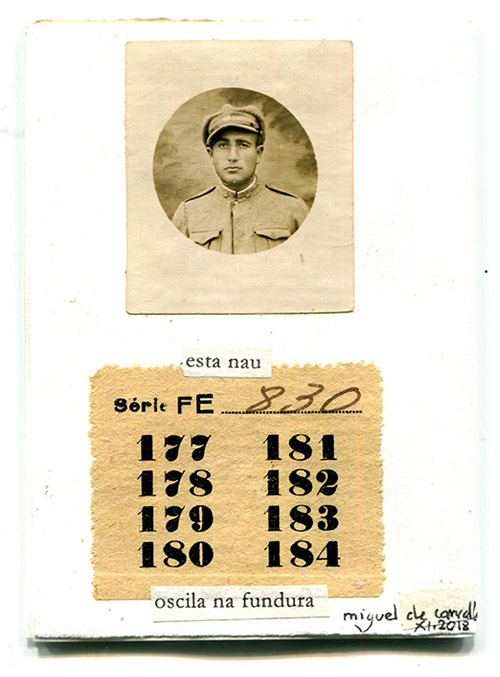 esta nau
Série FE 830
177 181
178 182
179 183
180 184
oscila na fundura
miguel de carvalh
XII 2018